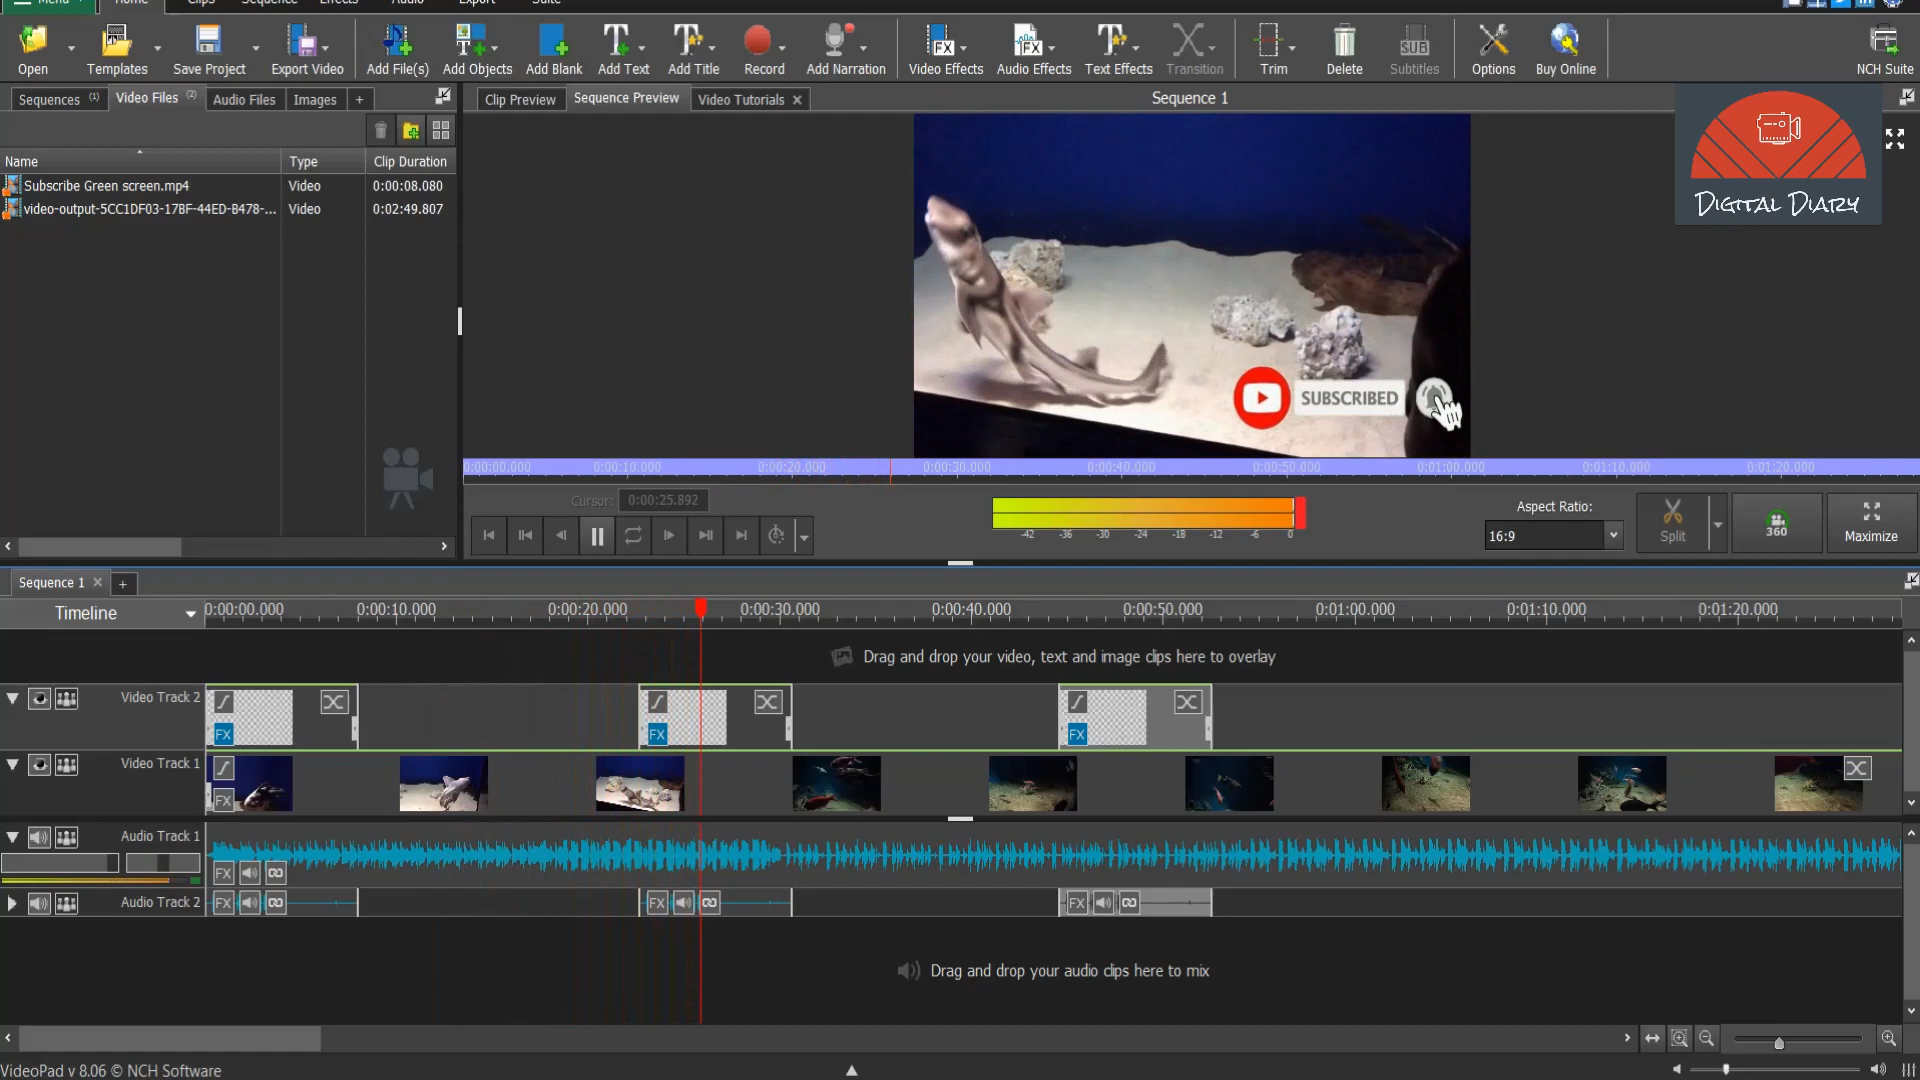 Menu Home Clips Sequence Effects Audio Export Suite
Open Templates Save Project Export Video Add File(s) Add Objects Add Blank Add Text Add Title Record Add Narration Video Effects Audio Effects Text Effects Transition Trim Delete Subtitles Options Buy Online NCH Suite
Sequences (1) Video Files (2) Audio Files Images +
Clip Preview Sequence Preview Video Tutorials × Sequence 1
Name Type Clip Duration
Subscribe Green screen.mp4 Video 0:00:08.080
video-output-5CC1DF03-17BF-44ED-B478-... Video 0:02:49.807
DIGITAL DIARY
SUBSCRIBED
0:00:00.000 0:00:10.000 0:00:20.000 0:00:30.000 0:00:40.000 0:00:50.000 0:01:00.000 0:01:10.000 0:01:20.000
Cursor: 0:00:25.892
-42 -36 -30 -24 -18 -12 -6 0
Aspect Ratio:
16:9
Split 360 Maximize
Sequence 1 × +
Timeline 0:00:00.000 0:00:10.000 0:00:20.000 0:00:30.000 0:00:40.000 0:00:50.000 0:01:00.000 0:01:10.000 0:01:20.000
Drag and drop your video, text and image clips here to overlay
Video Track 2
FX FX FX
Video Track 1
FX
Audio Track 1
FX
Audio Track 2
FX FX FX
Drag and drop your audio clips here to mix
VideoPad v 8.06 © NCH Software